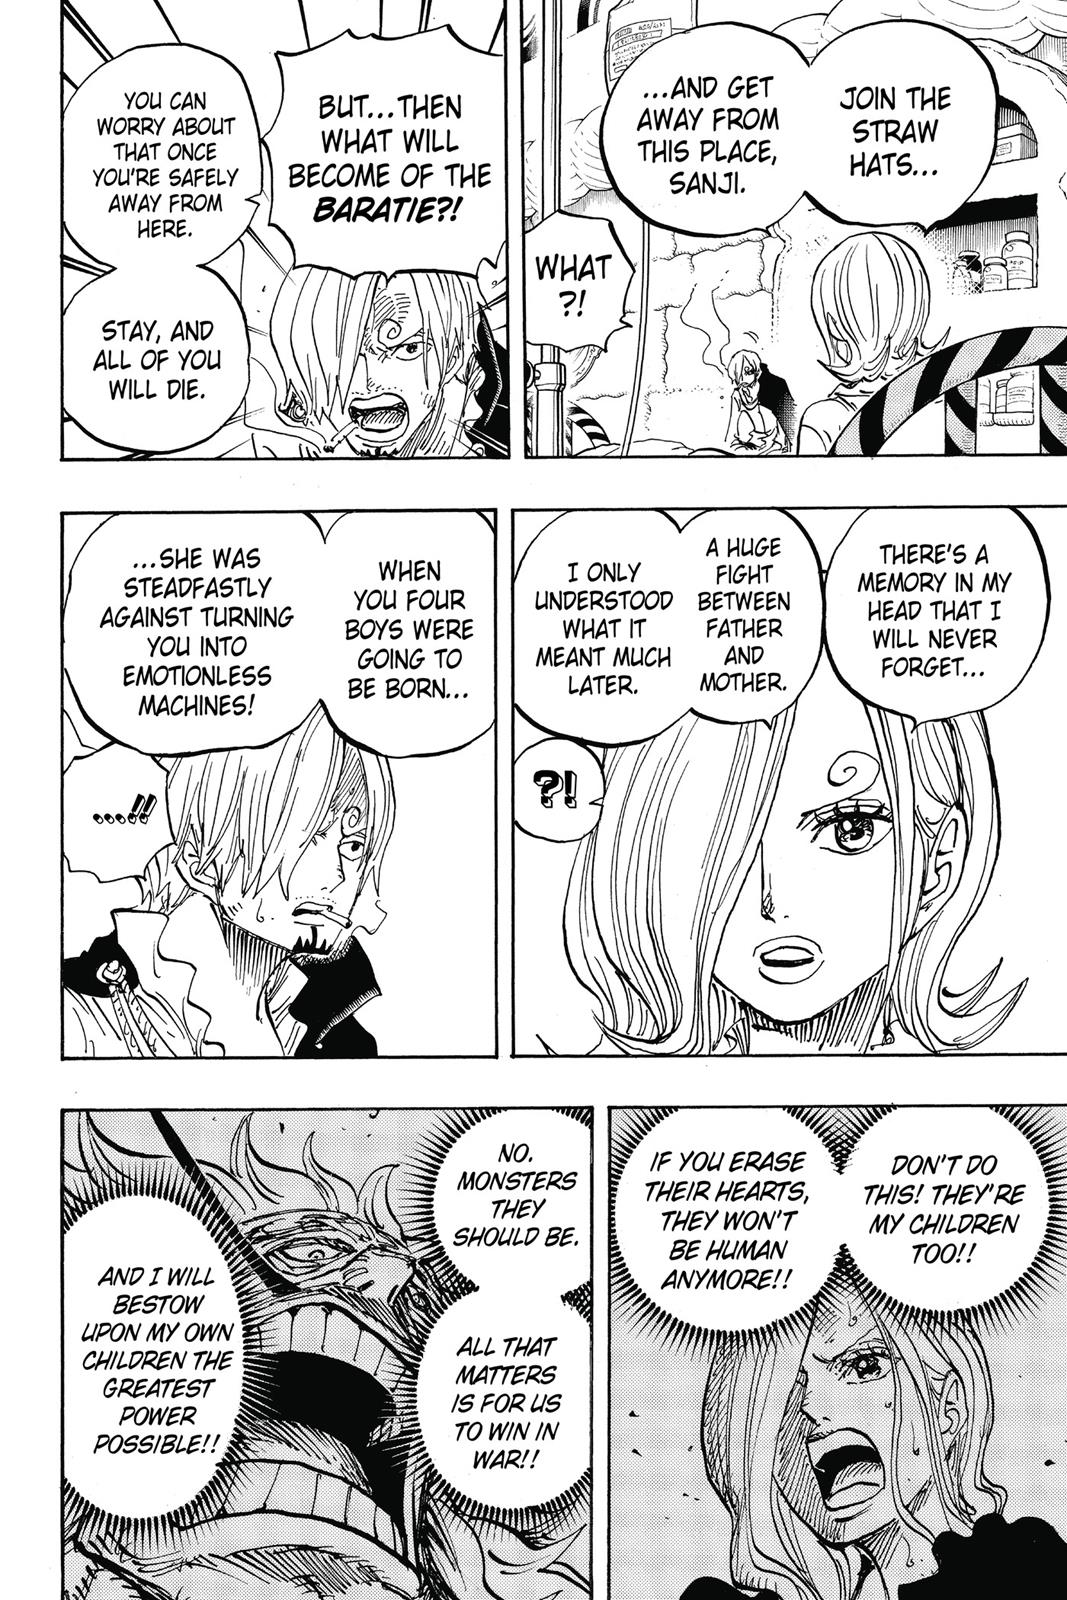 JOIN THE
STRAW
HATS...
...AND GET
AWAY FROM
THIS PLACE,
SANJI.
WHAT
?!
BUT...THEN
WHAT WILL
BECOME OF THE
BARATIE?!
YOU CAN
WORRY ABOUT
THAT ONCE
YOU'RE SAFELY
AWAY FROM
HERE.
STAY, AND
ALL OF YOU
WILL DIE.
THERE'S A
MEMORY IN MY
HEAD THAT I
WILL NEVER
FORGET...
A HUGE
FIGHT
BETWEEN
FATHER
AND
MOTHER.
I ONLY
UNDERSTOOD
WHAT IT
MEANT MUCH
LATER.
?!
WHEN
YOU FOUR
BOYS WERE
GOING TO
BE BORN...
...SHE WAS
STEADFASTLY
AGAINST TURNING
YOU INTO
EMOTIONLESS
MACHINES!
....!!
DON'T DO
THIS! THEY'RE
MY CHILDREN
TOO!!
IF YOU ERASE
THEIR HEARTS,
THEY WON'T
BE HUMAN
ANYMORE!!
NO.
MONSTERS
THEY
SHOULD BE.
ALL THAT
MATTERS
IS FOR US
TO WIN IN
WAR!!
AND I WILL
BESTOW
UPON MY OWN
CHILDREN THE
GREATEST
POWER
POSSIBLE!!